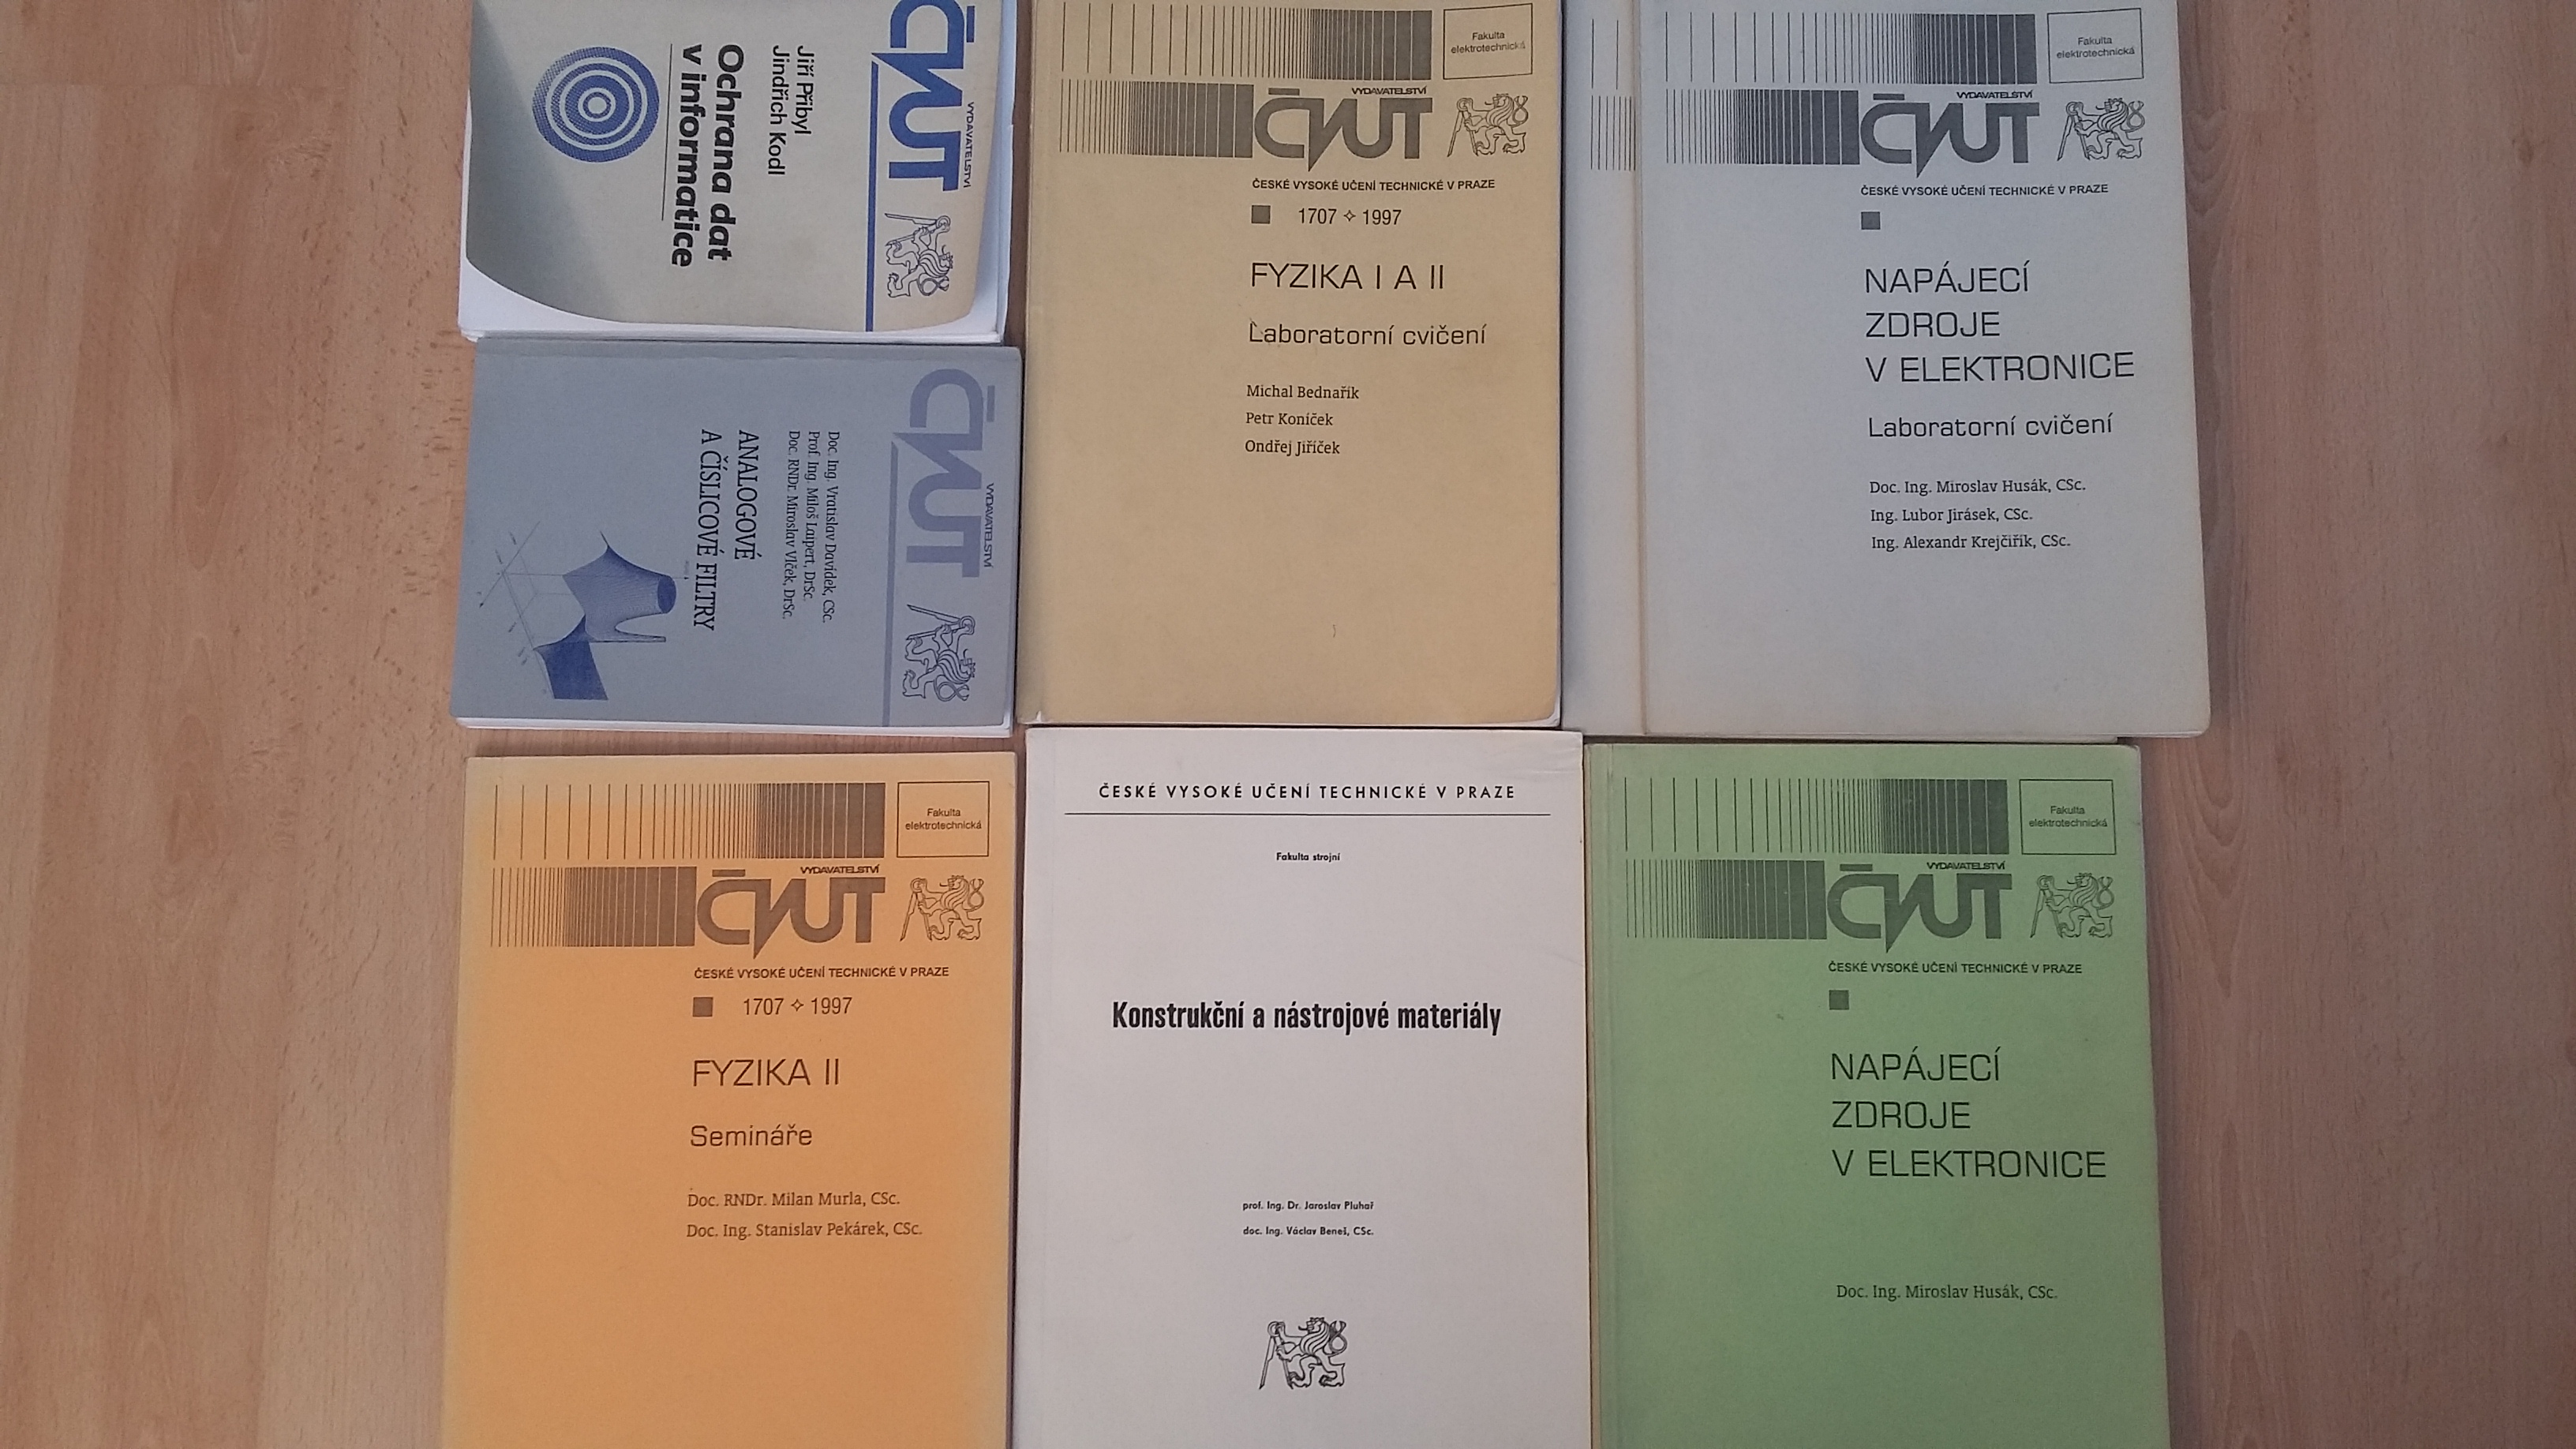 VYDAVATELSTVÍ
ČVUT
Jiří Přibyl
Jindřich Kodl
Ochrana dat
v informatice
Fakulta
elektrotechnická
VYDAVATELSTVÍ
ČVUT
ČESKÉ VYSOKÉ UČENÍ TECHNICKÉ V PRAZE
1707 ✧ 1997
FYZIKA I A II
Laboratorní cvičení
Michal Bednařík
Petr Koníček
Ondřej Jiříček
Fakulta
elektrotechnická
VYDAVATELSTVÍ
ČVUT
ČESKÉ VYSOKÉ UČENÍ TECHNICKÉ V PRAZE
NAPÁJECÍ
ZDROJE
V ELEKTRONICE
Laboratorní cvičení
Doc. Ing. Miroslav Husák, CSc.
Ing. Lubor Jirásek, CSc.
Ing. Alexandr Krejčiřík, CSc.
VYDAVATELSTVÍ
ČVUT
Doc. Ing. Vratislav Davídek, CSc.
Prof. Ing. Miloš Laipert, DrSc.
Doc. RNDr. Miroslav Vlček, DrSc.
ANALOGOVÉ
A ČÍSLICOVÉ FILTRY
Fakulta
elektrotechnická
VYDAVATELSTVÍ
ČVUT
ČESKÉ VYSOKÉ UČENÍ TECHNICKÉ V PRAZE
1707 ✧ 1997
FYZIKA II
Semináře
Doc. RNDr. Milan Murla, CSc.
Doc. Ing. Stanislav Pekárek, CSc.
ČESKÉ VYSOKÉ UČENÍ TECHNICKÉ V PRAZE
Fakulta strojní
Konstrukční a nástrojové materiály
prof. Ing. Dr. Jaroslav Pluhař
doc. Ing. Václav Beneš, CSc.
Fakulta
elektrotechnická
VYDAVATELSTVÍ
ČVUT
ČESKÉ VYSOKÉ UČENÍ TECHNICKÉ V PRAZE
NAPÁJECÍ
ZDROJE
V ELEKTRONICE
Doc. Ing. Miroslav Husák, CSc.